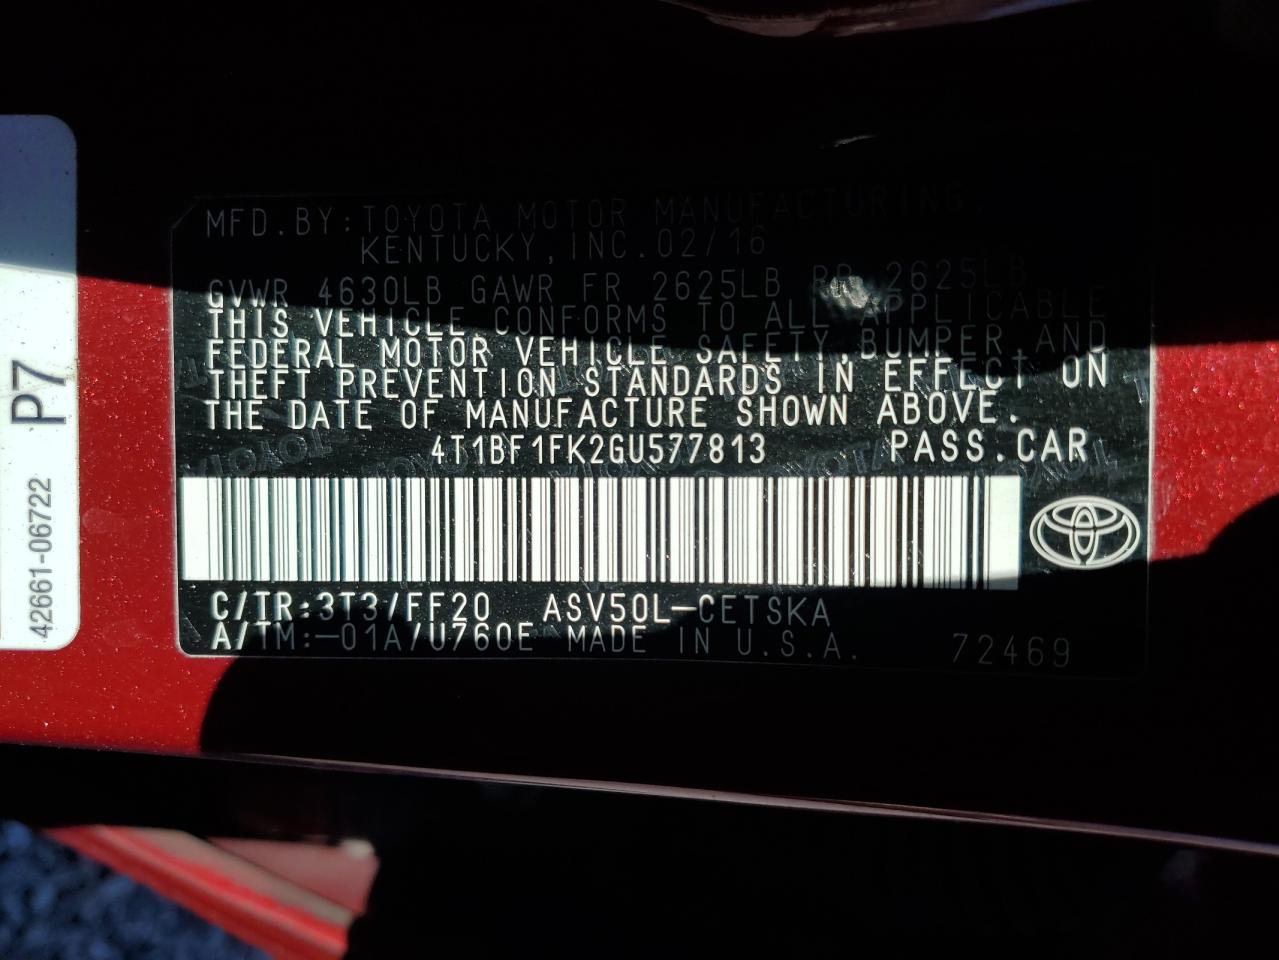 MFD.BY:TOYOTA MOTOR MANUFACTURING,
KENTUCKY,INC.02/16
GVWR 4630LB GAWR FR 2625LB RR 2625LB
THIS VEHICLE CONFORMS TO ALL APPLICABLE
FEDERAL MOTOR VEHICLE SAFETY,BUMPER,AND
THEFT PREVENTION STANDARDS IN EFFECT ON
THE DATE OF MANUFACTURE SHOWN ABOVE.
4T1BF1FK2GU577813 PASS.CAR
C/TR:3T3/FF20 ASV50L-CETSKA
A/TM:-01A/U760E MADE IN U.S.A. 72469
P7
42661-06722